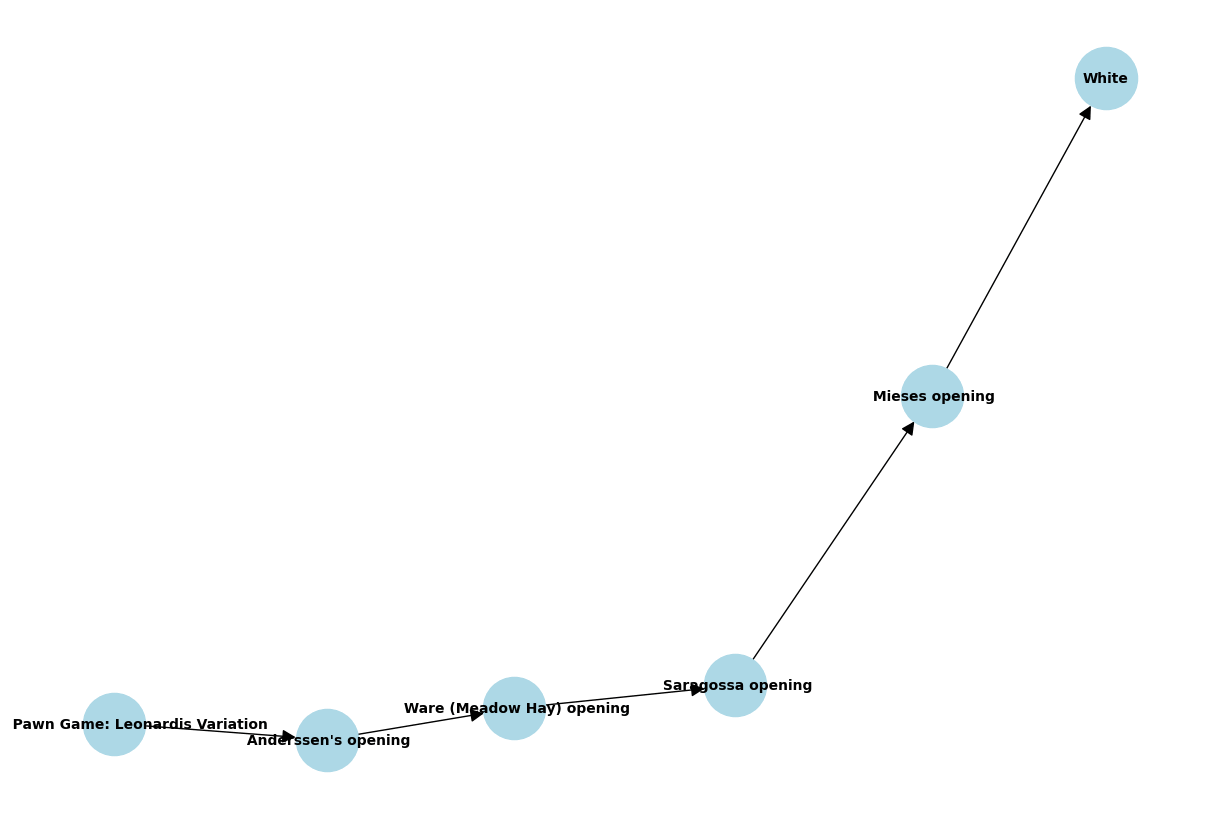 White
Mieses opening
Saragossa opening
Ware (Meadow Hay) opening
Pawn Game: Leonardis Variation
Anderssen's opening